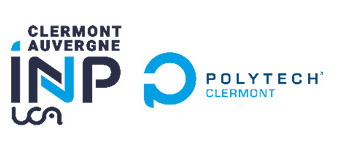 CLERMONT
AUVERGNE
INP
UCA
POLYTECH°
CLERMONT